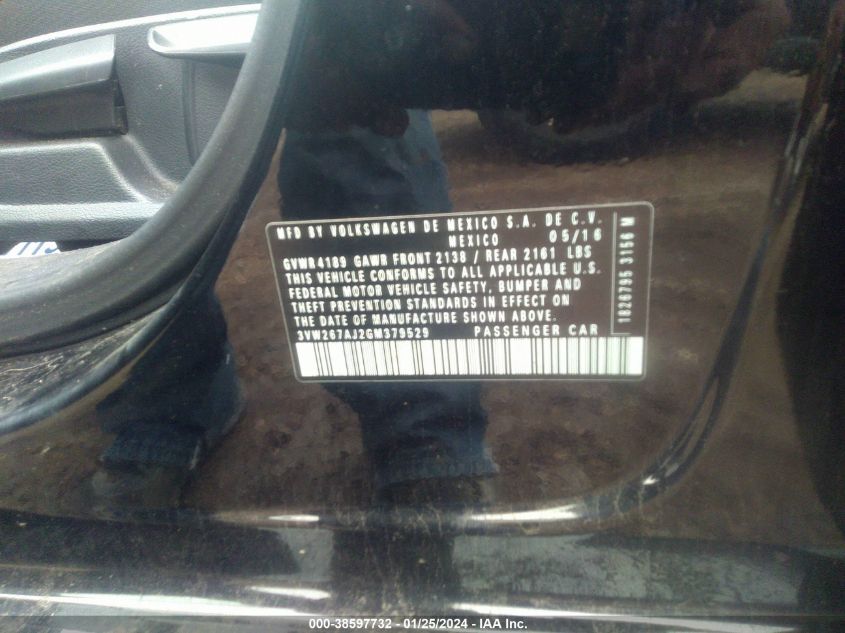 MFD BY VOLKSWAGEN DE MEXICO S.A. DE C.V.
MEXICO 05/16
GVWR 4189 GAWR FRONT 2138 / REAR 2161 LBS
THIS VEHICLE CONFORMS TO ALL APPLICABLE U.S.
FEDERAL MOTOR VEHICLE SAFETY, BUMPER AND
THEFT PREVENTION STANDARDS IN EFFECT ON
THE DATE OF MANUFACTURE SHOWN ABOVE.
3VW267AJ2GM379529 PASSENGER CAR
1826795 3156 M
000-38597732 - 01/25/2024 - IAA Inc.